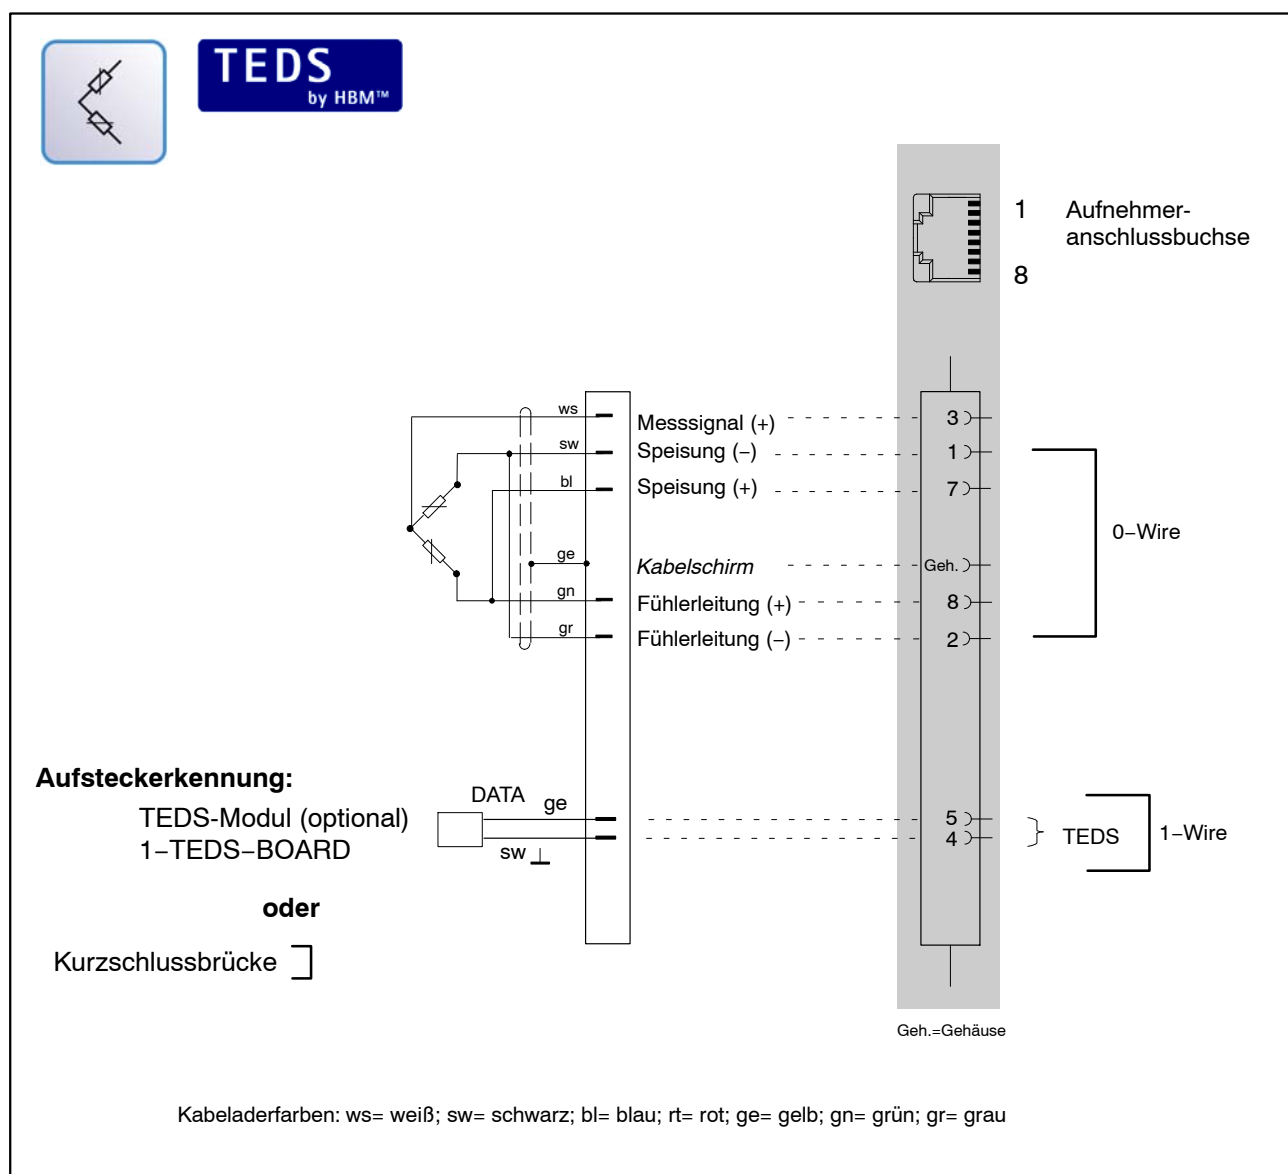 TEDS
by HBM™
1 Aufnehmer-
anschlussbuchse
8
ws Messsignal (+) 3
sw Speisung (−) 1
bl Speisung (+) 7
0−Wire
ge Kabelschirm Geh.
gn Fühlerleitung (+) 8
gr Fühlerleitung (−) 2
Aufsteckerkennung:
DATA
TEDS-Modul (optional) ge 5
1−TEDS−BOARD sw 4
TEDS 1−Wire
oder
Kurzschlussbrücke
Geh.=Gehäuse
Kabeladerfarben: ws= weiß; sw= schwarz; bl= blau; rt= rot; ge= gelb; gn= grün; gr= grau